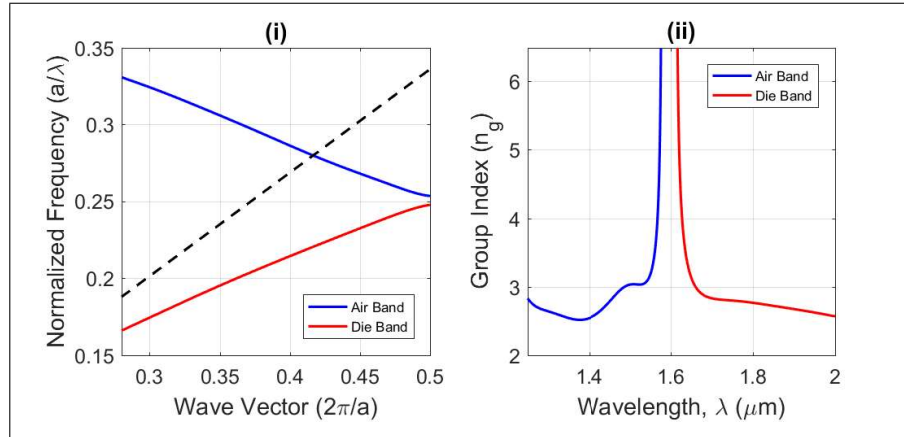 (i)
0.35
0.3
0.25
0.2
0.15
Normalized Frequency (a/λ)
Air Band
Die Band
0.3
0.35
0.4
0.45
0.5
Wave Vector (2π/a)
(ii)
6
5
4
3
2
Group Index (n_g)
Air Band
Die Band
1.4
1.6
1.8
2
Wavelength, λ (μm)